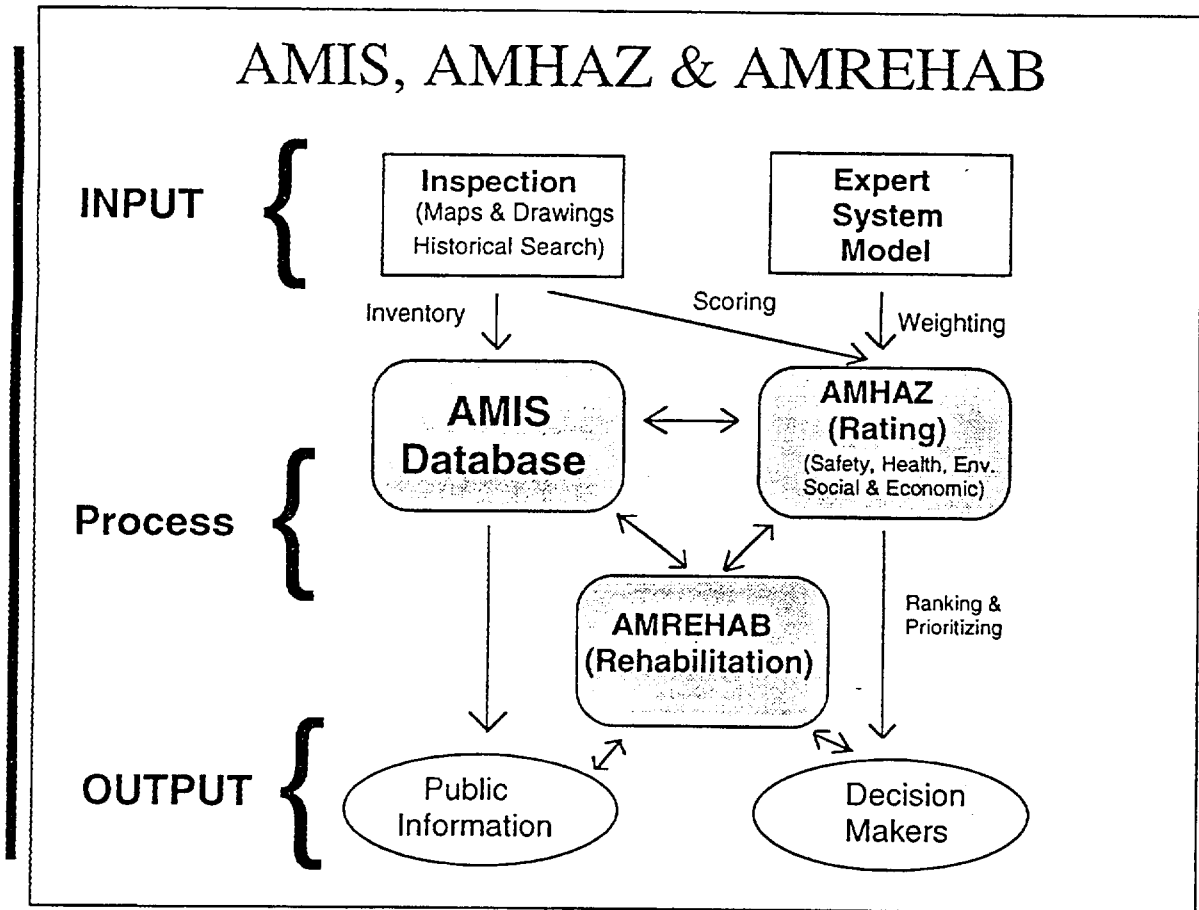 AMIS, AMHAZ & AMREHAB
INPUT
Inspection
(Maps & Drawings
Historical Search)
Expert
System
Model
Inventory
Scoring
Weighting
AMIS
Database
AMHAZ
(Rating)
(Safety, Health, Env.
Social & Economic)
Process
AMREHAB
(Rehabilitation)
Ranking &
Prioritizing
OUTPUT
Public
Information
Decision
Makers